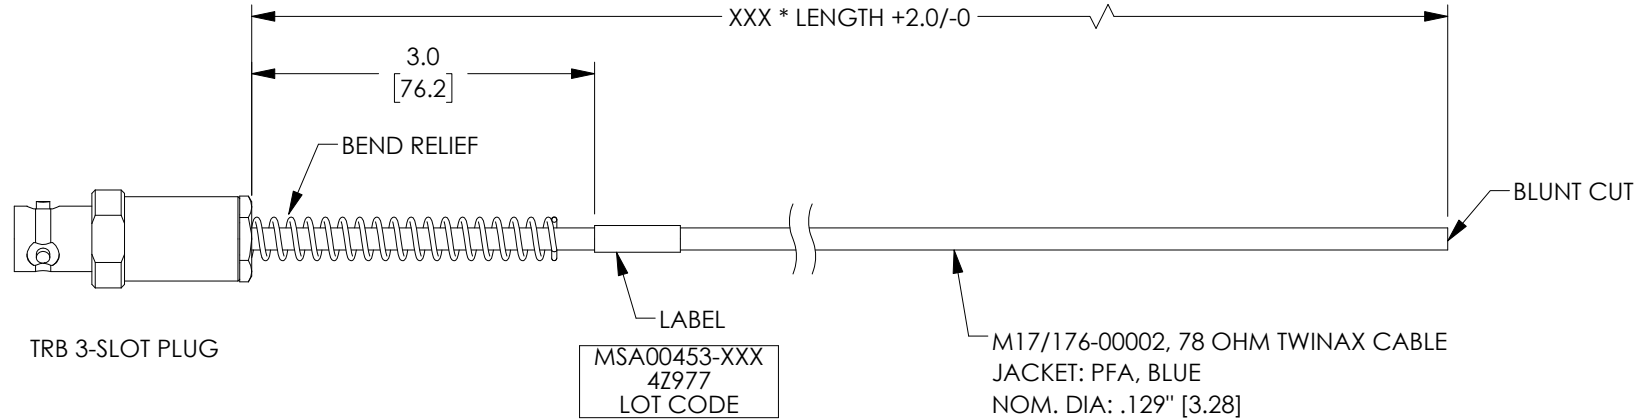 XXX * LENGTH +2.0/-0
3.0
[76.2]
BEND RELIEF
BLUNT CUT
TRB 3-SLOT PLUG
LABEL
MSA00453-XXX
4Z977
LOT CODE
M17/176-00002, 78 OHM TWINAX CABLE
JACKET: PFA, BLUE
NOM. DIA: .129" [3.28]